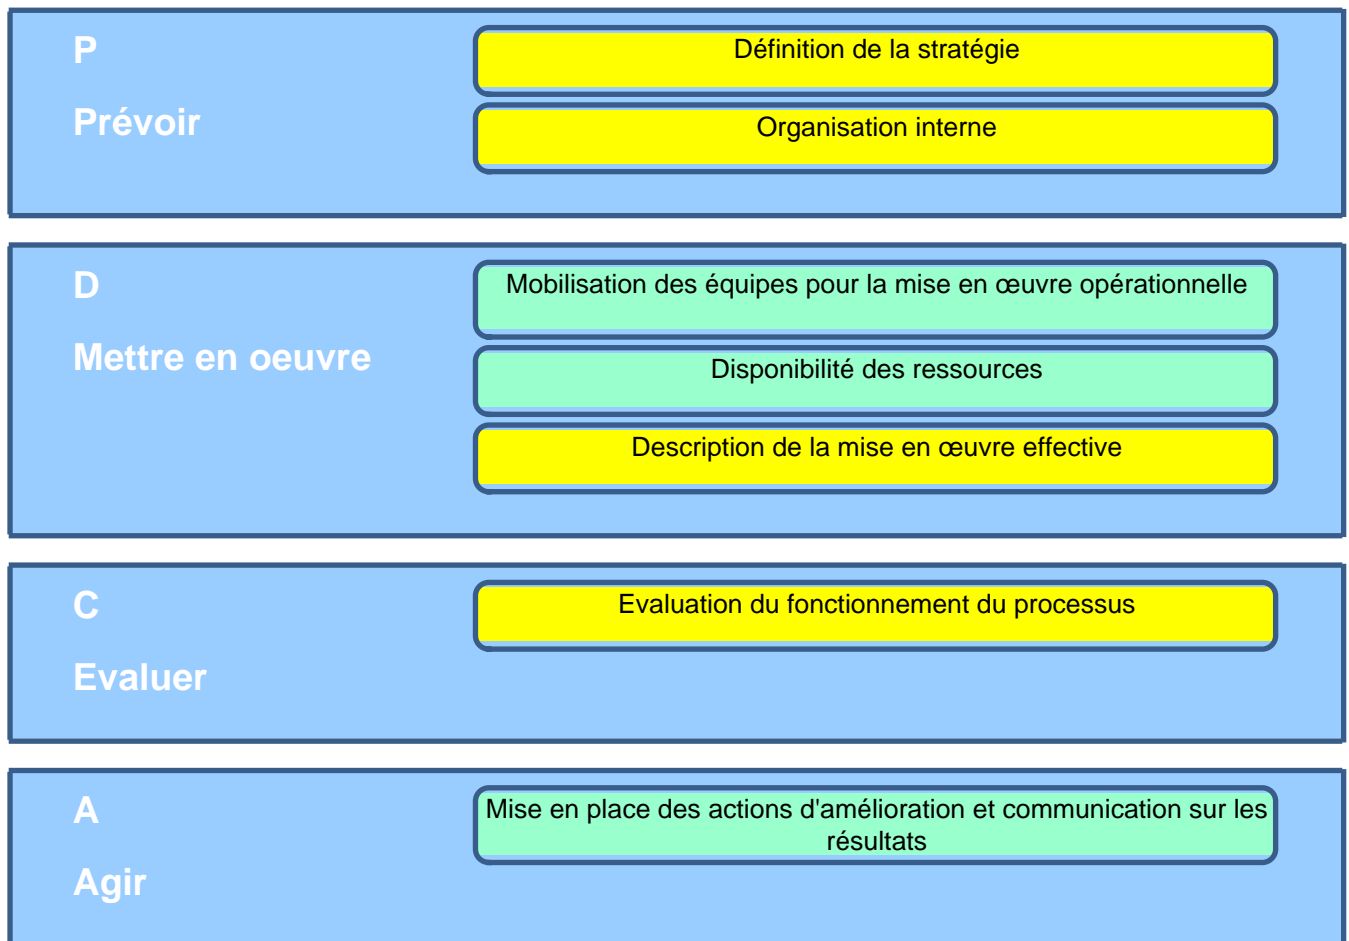 P
Prévoir
Définition de la stratégie
Organisation interne
D
Mettre en oeuvre
Mobilisation des équipes pour la mise en œuvre opérationnelle
Disponibilité des ressources
Description de la mise en œuvre effective
C
Evaluer
Evaluation du fonctionnement du processus
A
Agir
Mise en place des actions d'amélioration et communication sur les
résultats